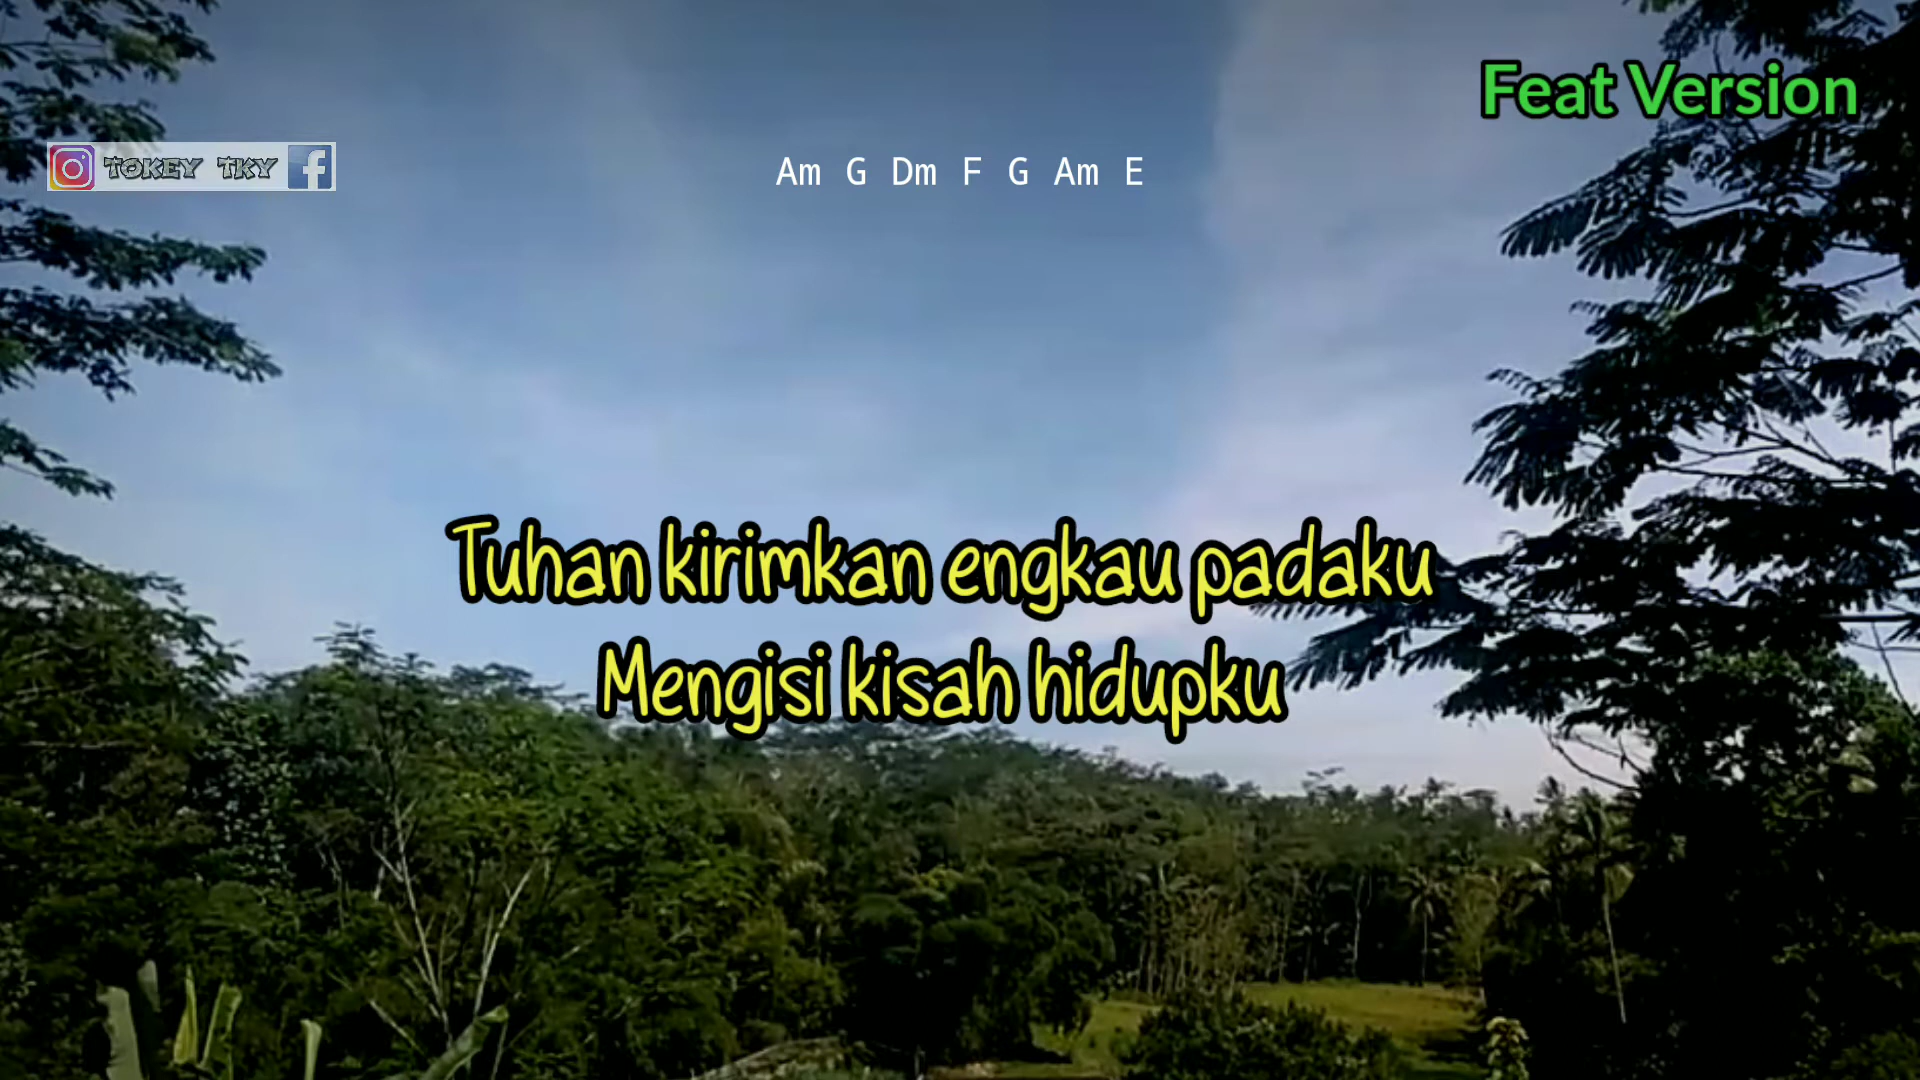 Feat Version
TOKEY TKY
Am G Dm F G Am E
Tuhan kirimkan engkau padaku
Mengisi kisah hidupku